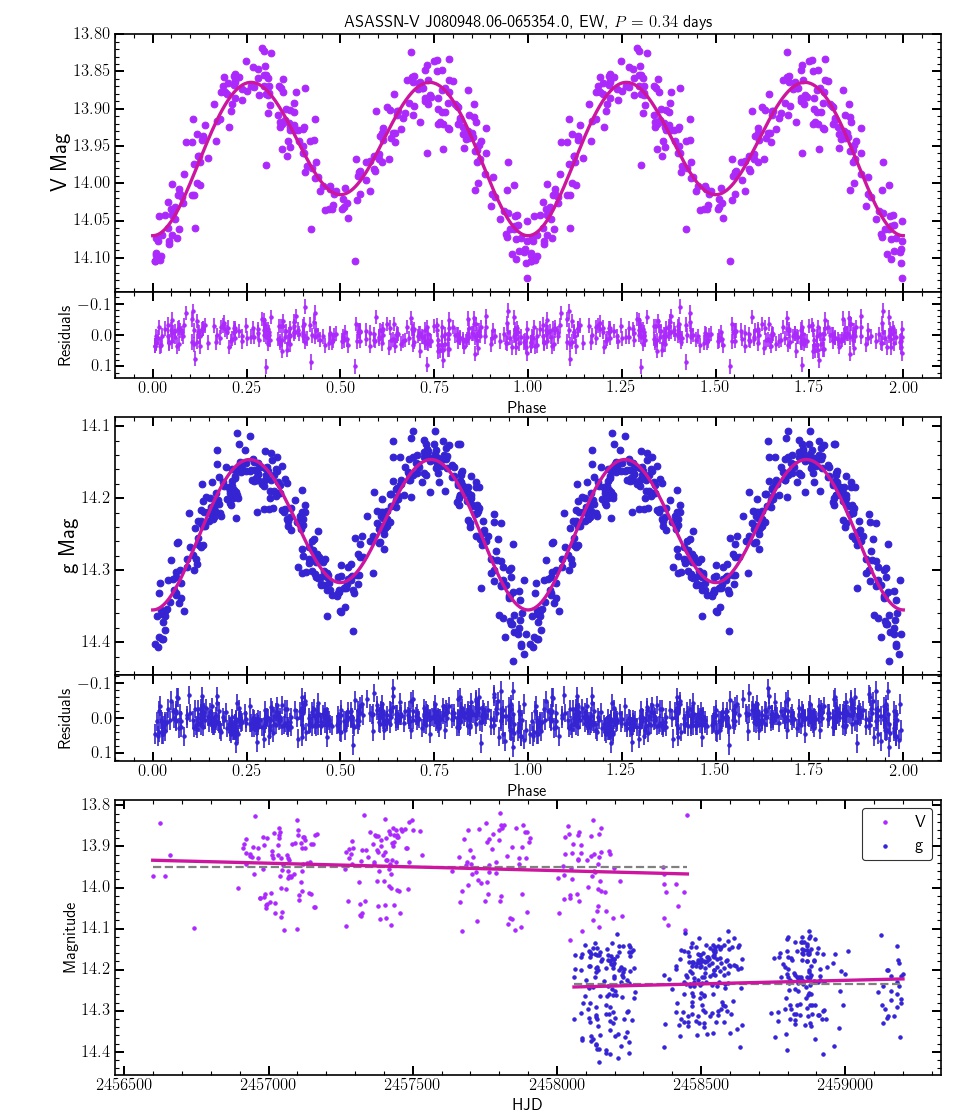 ASASSN-V J080948.06-065354.0, EW, P = 0.34 days
13.80
13.85
13.90
13.95
14.00
14.05
14.10
V Mag
−0.1
0.0
0.1
Residuals
0.00 0.25 0.50 0.75 1.00 1.25 1.50 1.75 2.00
Phase
14.1
14.2
14.3
14.4
g Mag
−0.1
0.0
0.1
Residuals
0.00 0.25 0.50 0.75 1.00 1.25 1.50 1.75 2.00
Phase
13.8
13.9
14.0
14.1
14.2
14.3
14.4
Magnitude
V
g
2456500 2457000 2457500 2458000 2458500 2459000
HJD